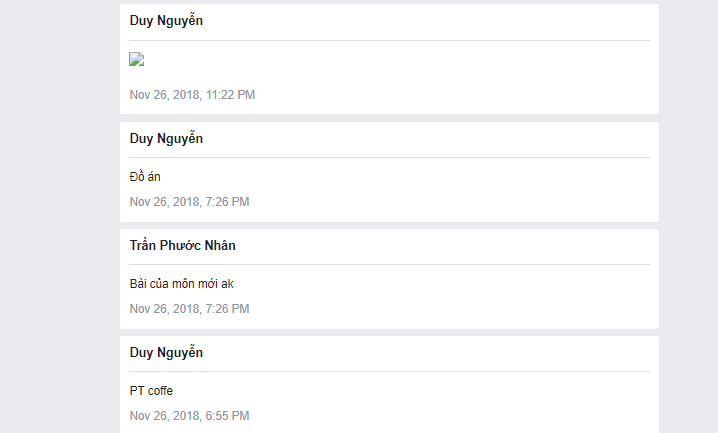 Duy Nguyễn
Nov 26, 2018, 11:22 PM
Duy Nguyễn
Đồ án
Nov 26, 2018, 7:26 PM
Trần Phước Nhân
Bài của môn mới ak
Nov 26, 2018, 7:26 PM
Duy Nguyễn
PT coffe
Nov 26, 2018, 6:55 PM